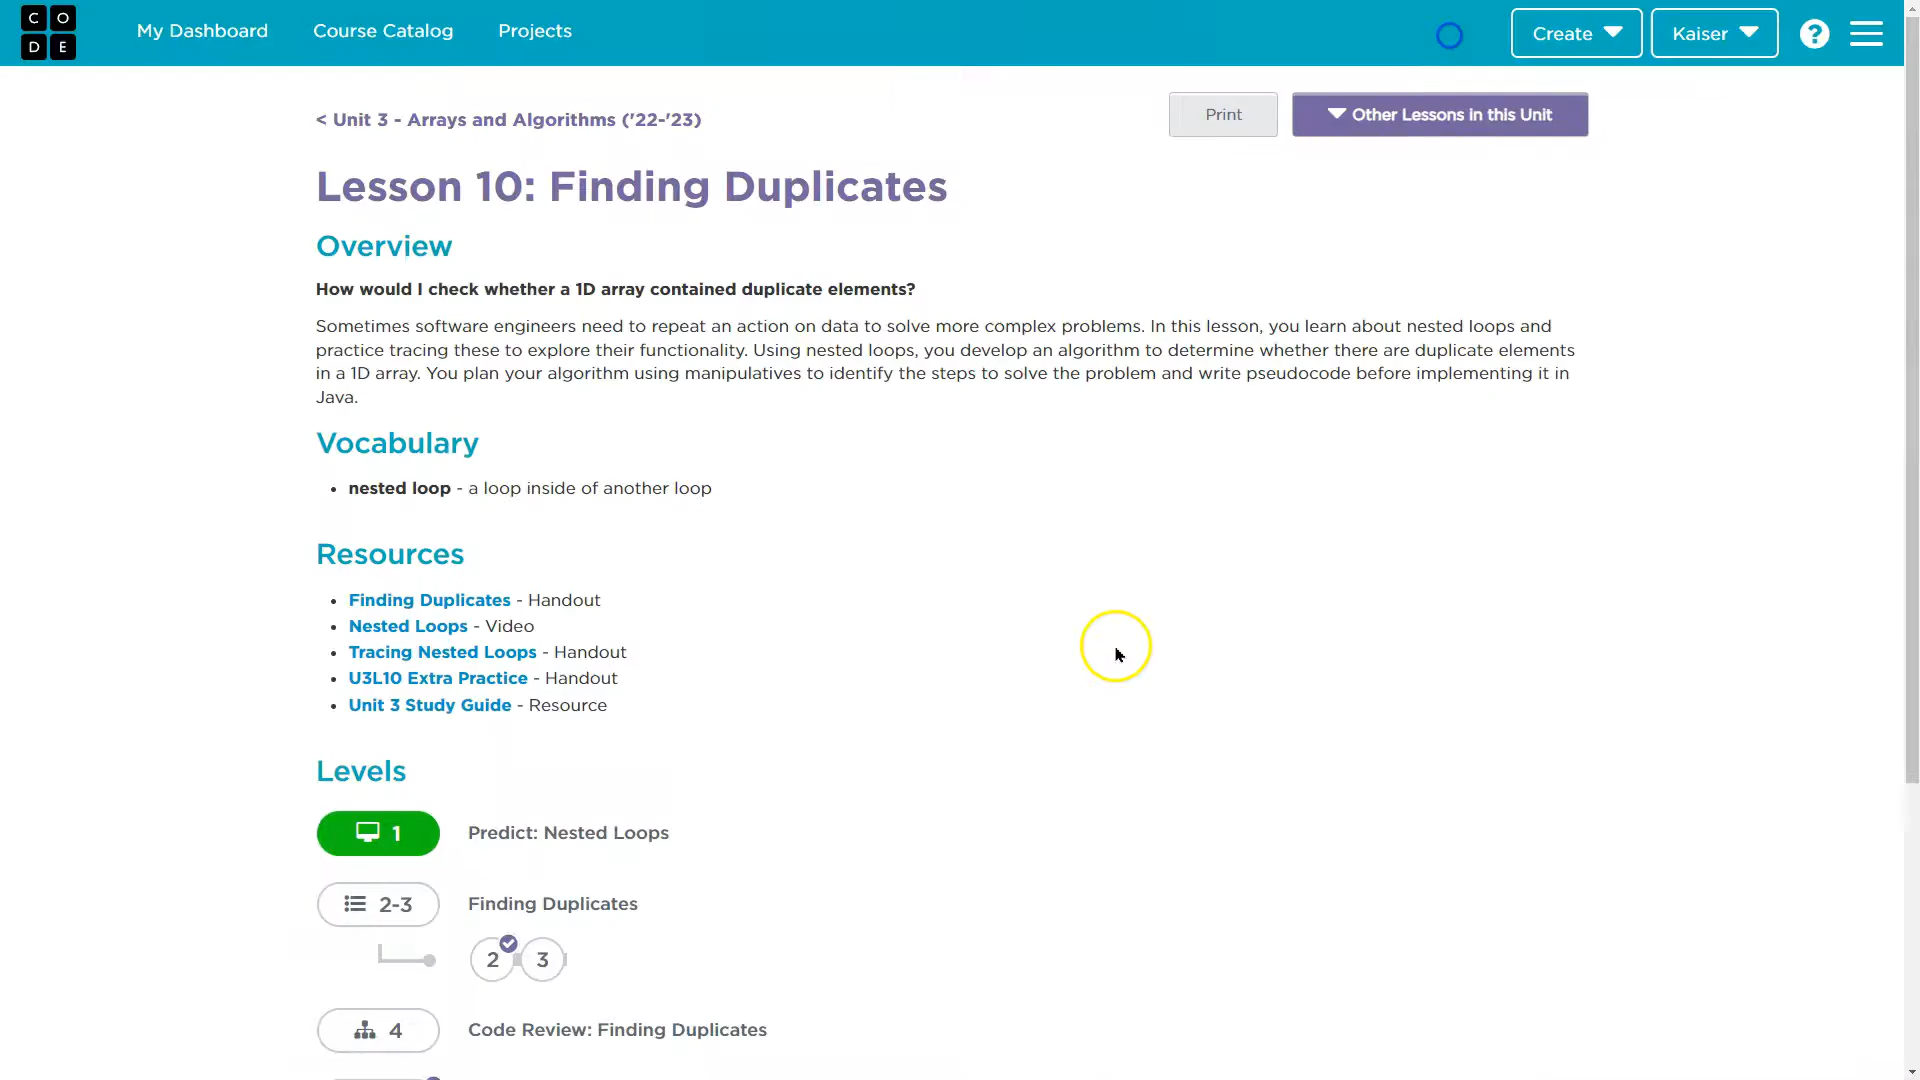 CODE
My Dashboard
Course Catalog
Projects
Create
Kaiser
?
< Unit 3 - Arrays and Algorithms ('22-'23)
Print
Other Lessons in this Unit
Lesson 10: Finding Duplicates
Overview
How would I check whether a 1D array contained duplicate elements?
Sometimes software engineers need to repeat an action on data to solve more complex problems. In this lesson, you learn about nested loops and
practice tracing these to explore their functionality. Using nested loops, you develop an algorithm to determine whether there are duplicate elements
in a 1D array. You plan your algorithm using manipulatives to identify the steps to solve the problem and write pseudocode before implementing it in
Java.
Vocabulary
• nested loop - a loop inside of another loop
Resources
• Finding Duplicates - Handout
• Nested Loops - Video
• Tracing Nested Loops - Handout
• U3L10 Extra Practice - Handout
• Unit 3 Study Guide - Resource
Levels
1 Predict: Nested Loops
2-3 Finding Duplicates
2 3
4 Code Review: Finding Duplicates